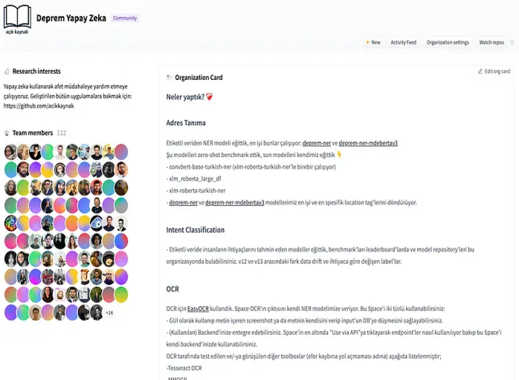 açık kaynak
Deprem Yapay Zeka
Community
+ New
Activity Feed
Organization settings
Watch repos
Research interests
Yapay zeka kullanarak afet müdahaleye yardım etmeye
çalışıyoruz. Geliştirilen bütün uygulamalara bakmak için:
https://github.com/acikkaynak
Team members 112
+14
Organization Card
Edit org card
Neler yaptık?
Adres Tanıma
Etiketli veriden NER modeli eğittik, en iyi bunlar çalışıyor: deprem-ner ve deprem-ner-mdebertav3
Şu modelleri zero shot benchmark ettik, son modelleri kendimiz eğittik
- convbert-base-turkish-ner (xlm-roberta-turkish-ner'le birebir çalışıyor)
- xlm_roberta_large_df
- xlm-roberta-turkish-ner
- deprem-ner ve deprem-ner-mdebertav3 modellerimiz en iyi ve en spesifik location tag'lerini döndürüyor.
Intent Classification
- Etiketli veride insanların ihtiyaçlarını tahmin eden modeller eğittik, benchmark'ları leaderboard'larda ve model repository'leri bu
organizasyonda bulabilirsiniz. v12 ve v13 arasındaki fark data drift ve ihtiyaca göre değişen label'lar.
OCR
OCR için EasyOCR kullandık. Space OCR'ın çıktısını kendi NER modelimize veriyor. Bu Space'i iki türlü kullanabilirsiniz:
- GUI olarak kullanıp metin içeren screenshot ya da metnin kendisini verip input'un DB'ye düşmesini sağlayabilirsiniz.
- (Kullanılan) Backend'inize entegre edebilirsiniz. Space'in en altında "Use via API"ya tıklayarak endpoint'ler nasıl kullanılıyor bakıp bu Space'i
kendi backendinizde kullanabilirsiniz.
OCR tarafında test edilen ve/-ya görüşülen diğer toolboxlar (efor kaybına yol açmaması adına) aşağıda listelenmiştir;
-Tesseract OCR
-MMOCR